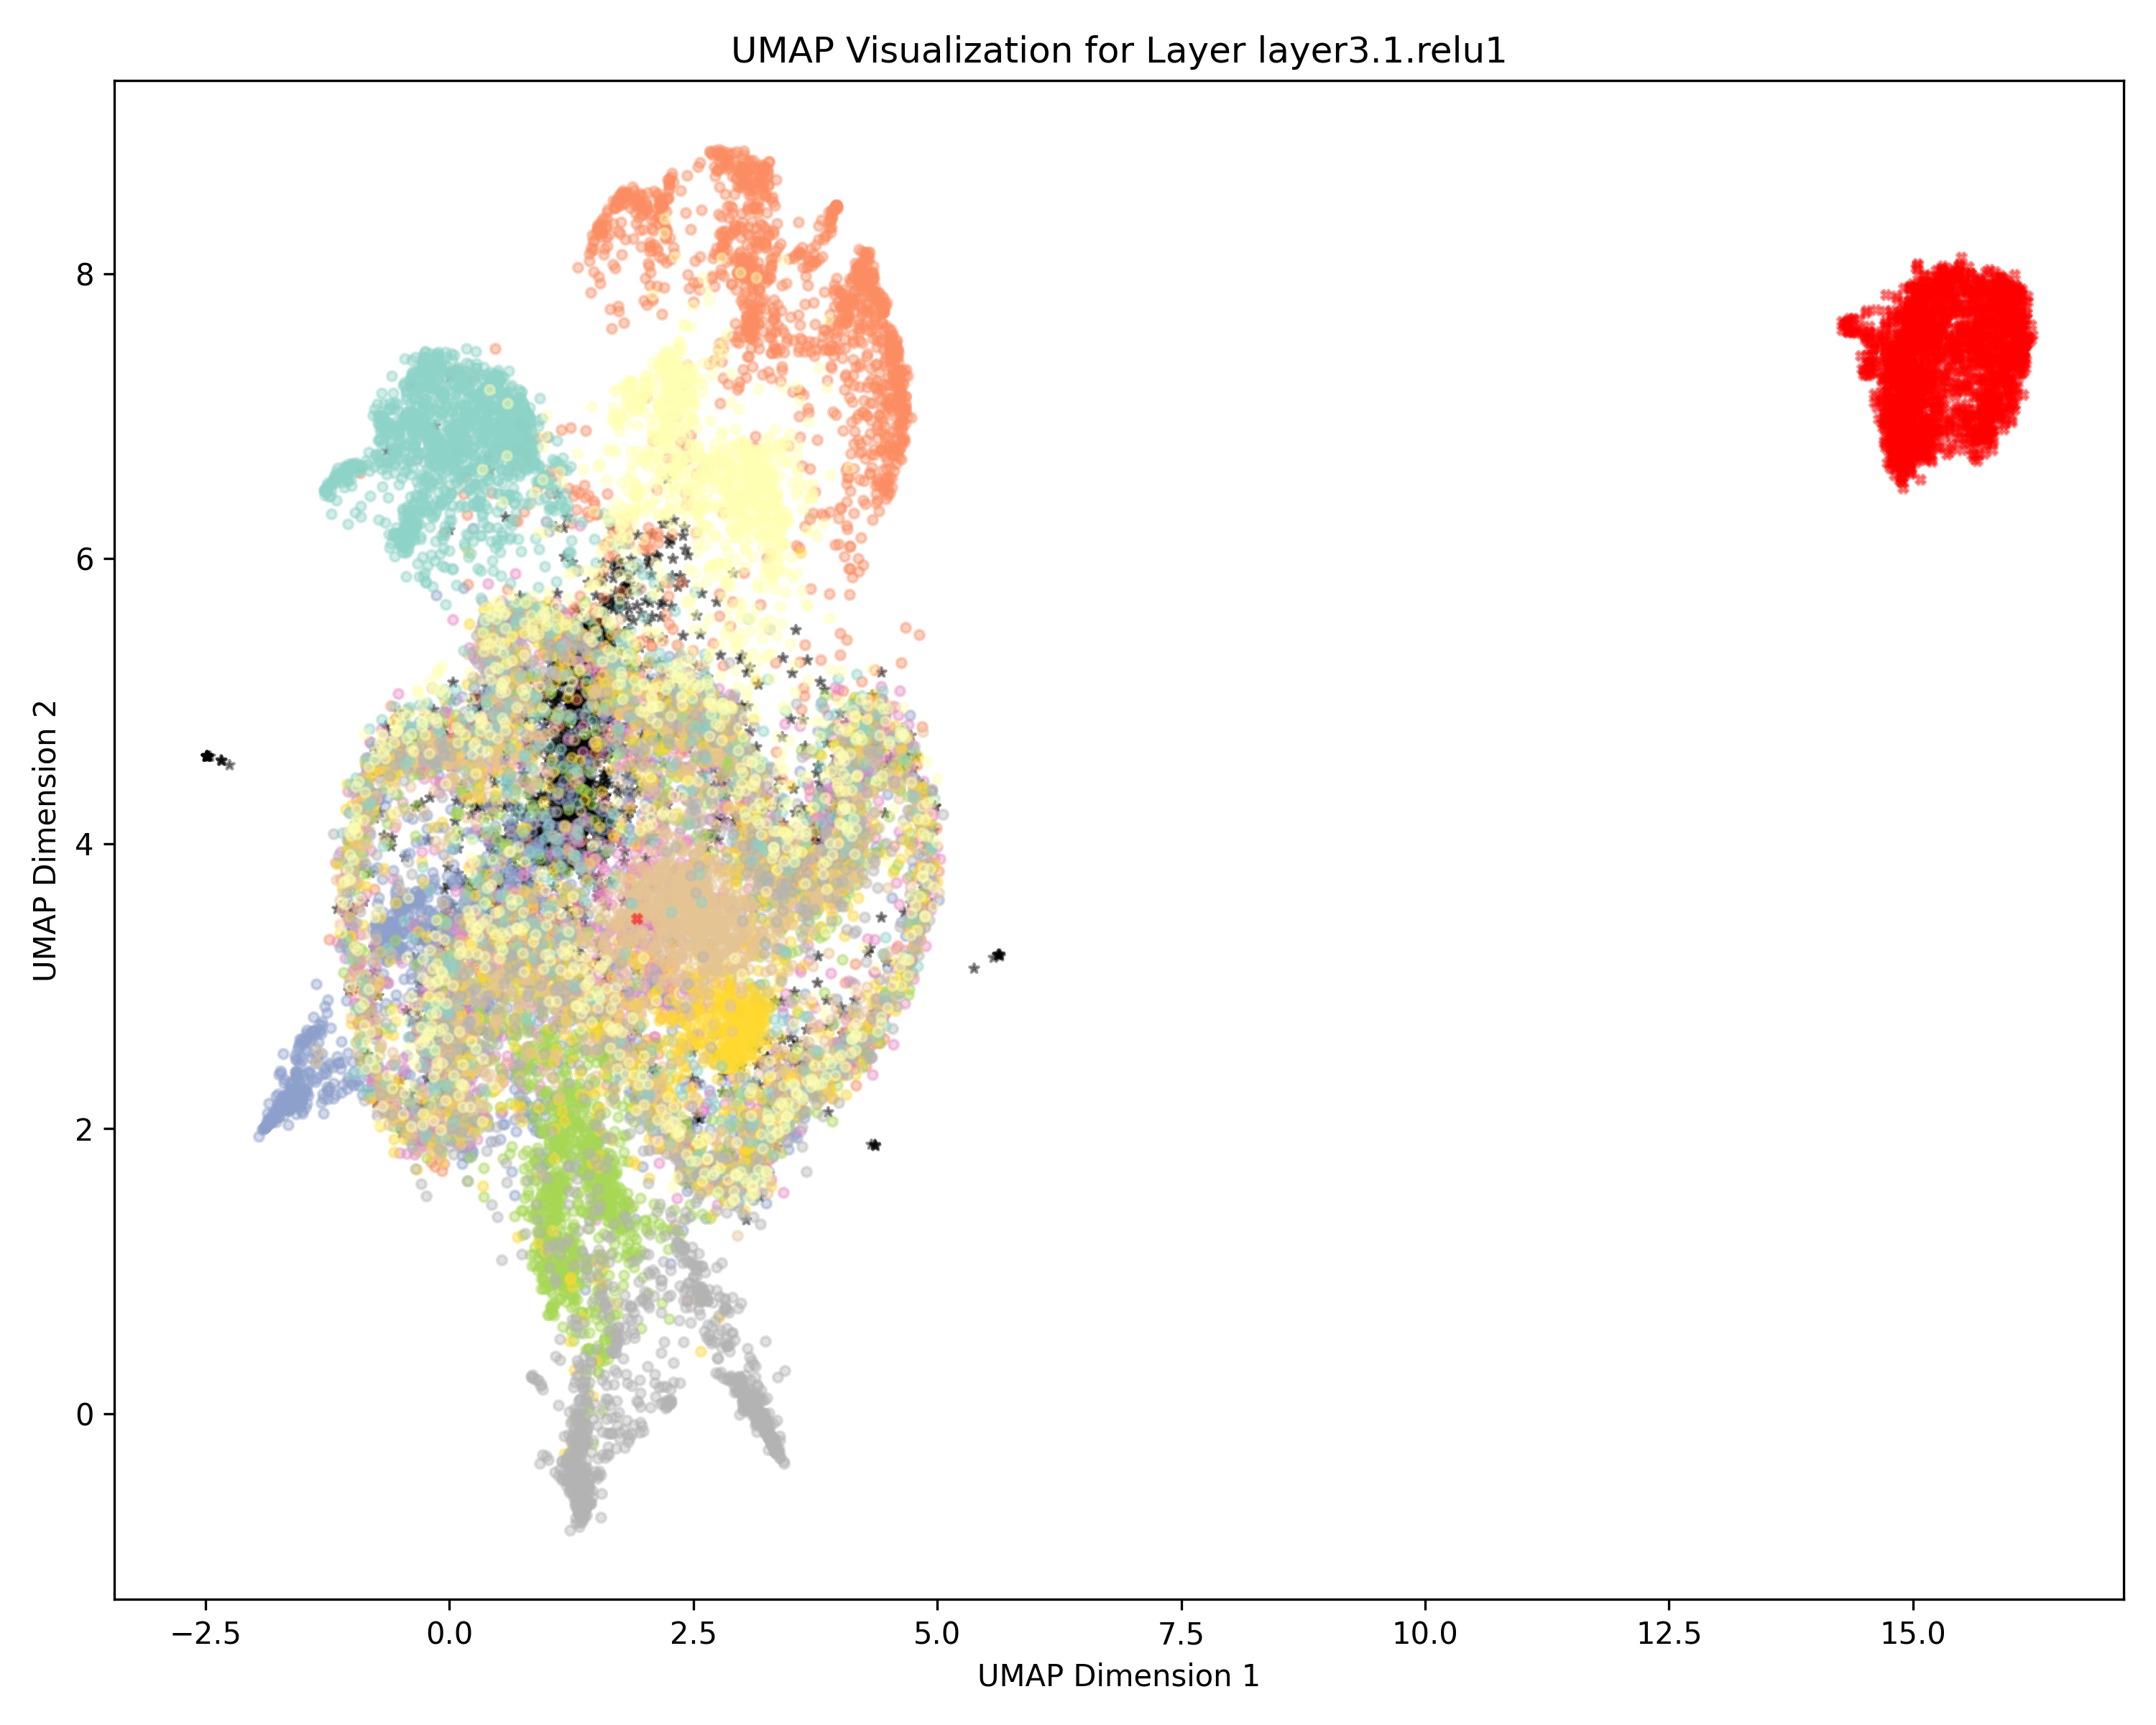 UMAP Visualization for Layer layer3.1.relu1
8
6
4
2
0
UMAP Dimension 2
−2.5 0.0 2.5 5.0 7.5 10.0 12.5 15.0
UMAP Dimension 1